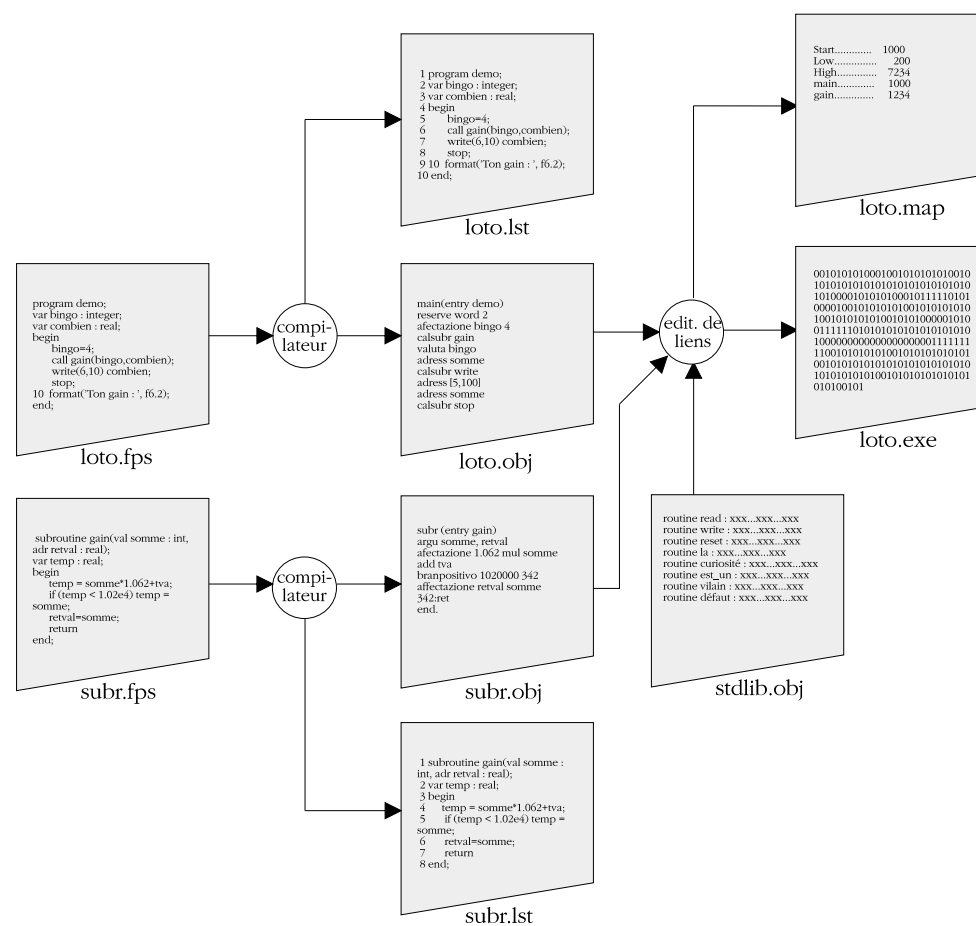 1 program demo;
2 var bingo : integer;
3 var combien : real;
4 begin
5 bingo=4;
6 call gain(bingo,combien);
7 write(6,10) combien;
8 stop;
9 10 format('Ton gain : ', f6.2);
10 end;
loto.lst
Start............. 1000
Low.............. 200
High.............. 7234
main............. 1000
gain.............. 1234
loto.map
program demo;
var bingo : integer;
var combien : real;
begin
bingo=4;
call gain(bingo,combien);
write(6,10) combien;
stop;
10 format('Ton gain : ', f6.2);
end;
loto.fps
compi-
lateur
main(entry demo)
reserve word 2
afectazione bingo 4
calsubr gain
valuta bingo
adress somme
calsubr write
adress [5,100]
adress somme
calsubr stop
loto.obj
edit. de
liens
0010101010001001010101010010
10101010101010101010101010101
10100001010101000101111 10101
00001001010101010010101010101
10010101010100101010000010 10
01111110101010101010101010101
10000000000000000000001111111
11001010101010010101010101 01
00101010101010101010101010101
10101010101001010101010101 01
010100101
loto.exe
subroutine gain(val somme : int,
adr retval : real);
var temp : real;
begin
temp = somme*1.062+tva;
if (temp < 1.02e4) temp =
somme;
retval=somme;
return
end;
subr.fps
compi-
lateur
subr (entry gain)
argu somme, retval
afectazione 1.062 mul somme
add tva
branpositivo 1020000 342
affectazione retval somme
342:ret
end.
subr.obj
routine read : xxx...xxx...xxx
routine write : xxx...xxx...xxx
routine reset : xxx...xxx...xxx
routine la : xxx...xxx...xxx
routine curiosité : xxx...xxx...xxx
routine est_un : xxx...xxx...xxx
routine vilain : xxx...xxx...xxx
routine défaut : xxx...xxx...xxx
stdlib.obj
1 subroutine gain(val somme :
int, adr retval : real);
2 var temp : real;
3 begin
4 temp = somme*1.062+tva;
5 if (temp < 1.02e4) temp =
somme;
6 retval=somme;
7 return
8 end;
subr.lst